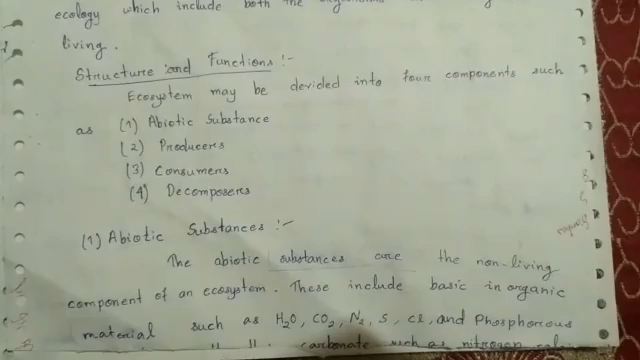 ecology which include both the
living.
Structure and Functions :-
Ecosystem may be devided into four components such
as (1) Abiotic Substance
(2) Producers
(3) Consumers
(4) Decomposers
(1) Abiotic Substances :-
The abiotic substances are the non-living
component of an ecosystem. These include basic in organic
material such as H₂O, CO₂, N₂, S, Cl, and Phosphorous
carbonate such as nitrogen